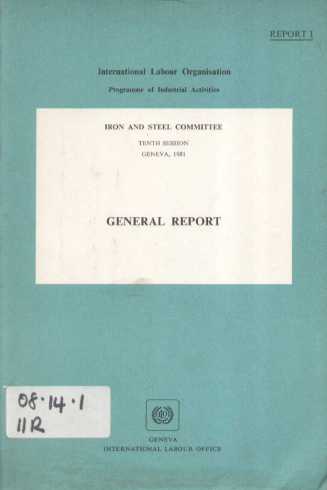 REPORT I
International Labour Organisation
Programme of Industrial Activities
IRON AND STEEL COMMITTEE
TENTH SESSION
GENEVA, 1981
GENERAL REPORT
08·14·1
11R
GENEVA
INTERNATIONAL LABOUR OFFICE